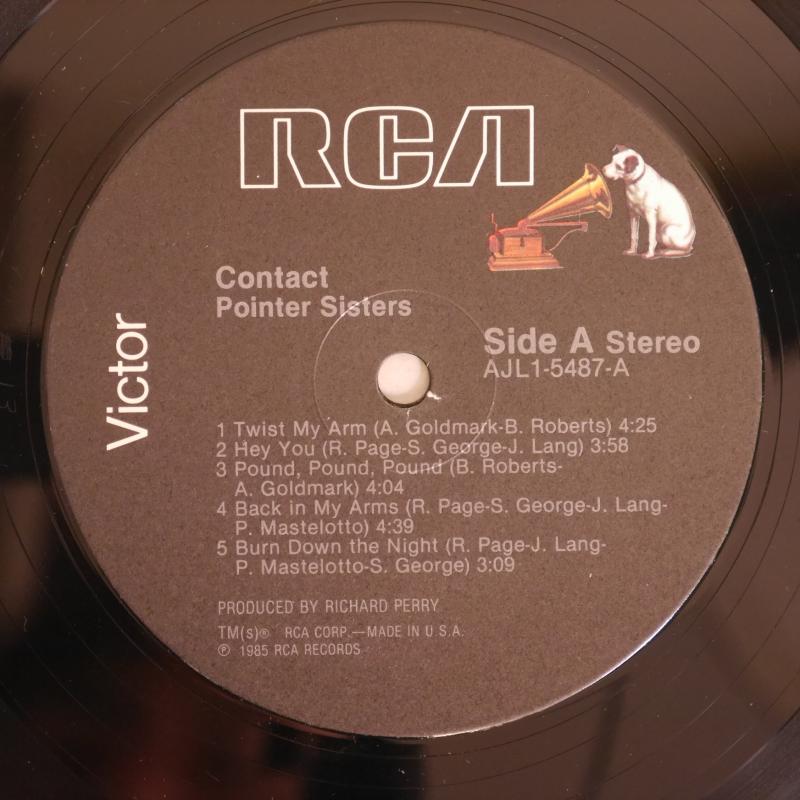 RCA
Victor
Contact
Pointer Sisters
Side A Stereo
AJL1-5487-A
1 Twist My Arm (A. Goldmark-B. Roberts) 4:25
2 Hey You (R. Page-S. George-J. Lang) 3:58
3 Pound, Pound, Pound (B. Roberts-
A. Goldmark) 4:04
4 Back in My Arms (R. Page-S. George-J. Lang-
P. Mastelotto) 4:39
5 Burn Down the Night (R. Page-J. Lang-
P. Mastelotto-S. George) 3:09
PRODUCED BY RICHARD PERRY
TM(s)® RCA CORP.—MADE IN U.S.A.
℗ 1985 RCA RECORDS